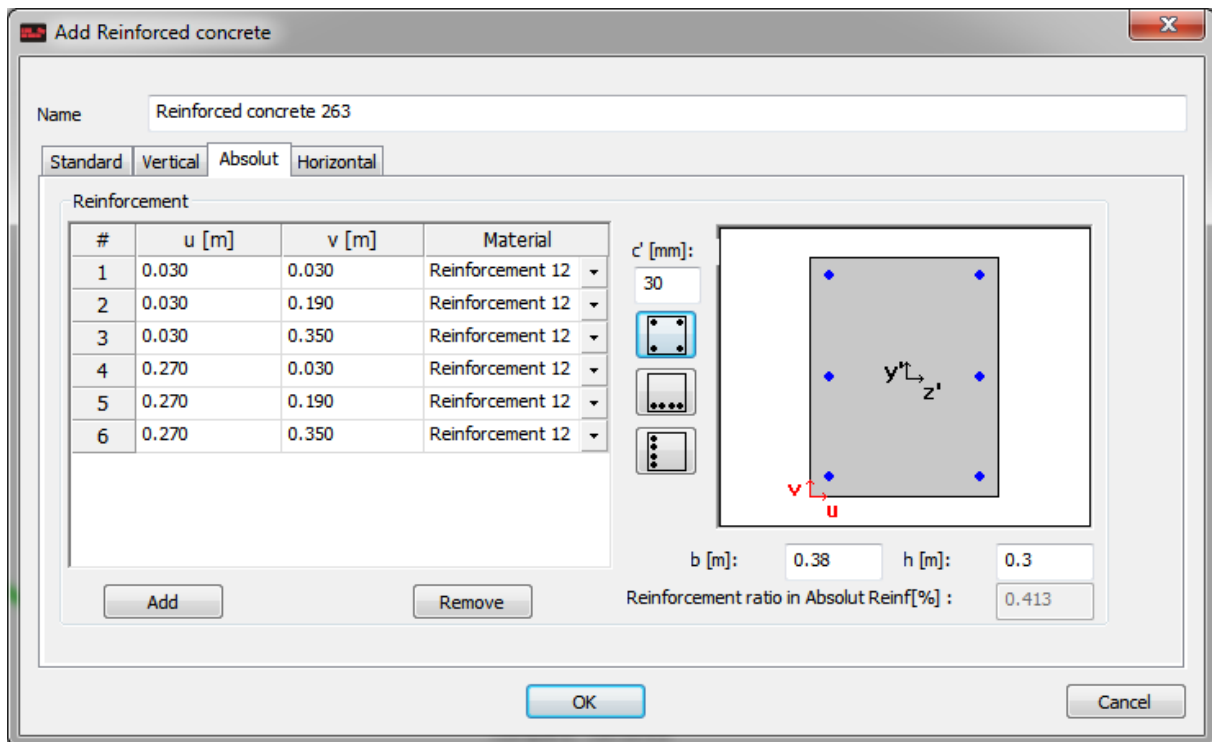 Add Reinforced concrete
Name Reinforced concrete 263
Standard Vertical Absolut Horizontal
Reinforcement
# u [m] v [m] Material
1 0.030 0.030 Reinforcement 12
2 0.030 0.190 Reinforcement 12
3 0.030 0.350 Reinforcement 12
4 0.270 0.030 Reinforcement 12
5 0.270 0.190 Reinforcement 12
6 0.270 0.350 Reinforcement 12
c' [mm]:
30
y'
z'
v
u
b [m]: 0.38 h [m]: 0.3
Reinforcement ratio in Absolut Reinf[%] : 0.413
Add Remove
OK Cancel